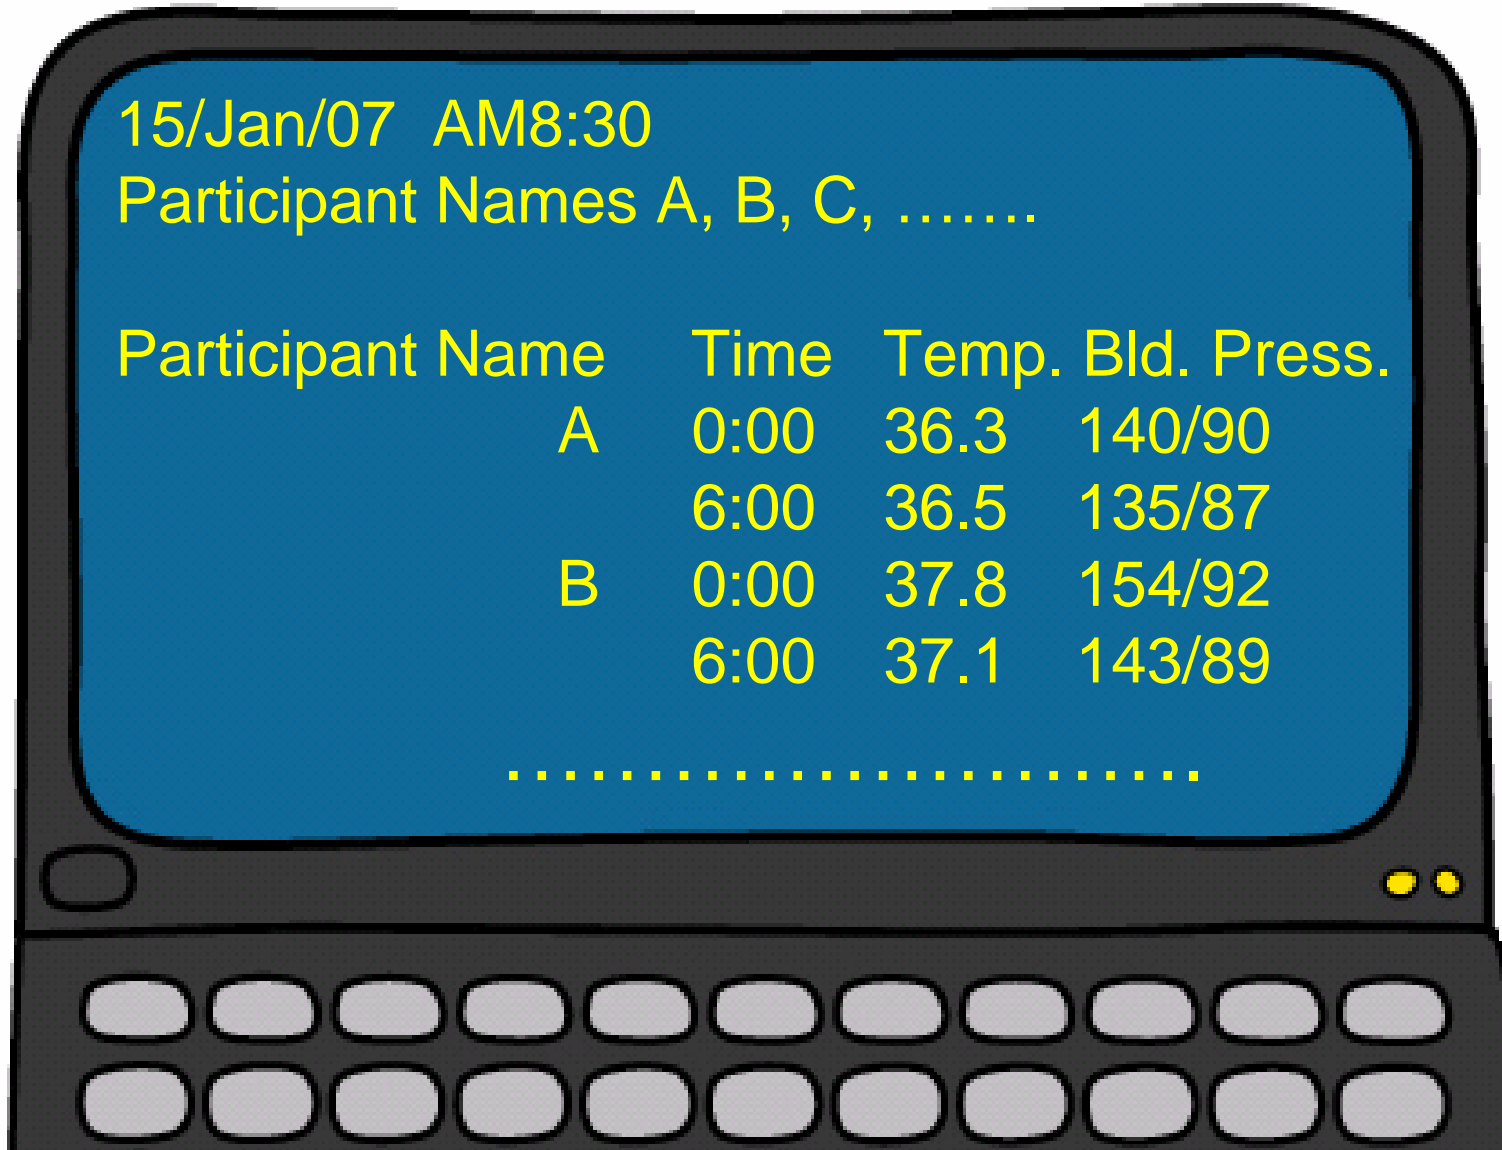 15/Jan/07 AM8:30
Participant Names A, B, C, .......
Participant Name Time Temp. Bld. Press.
A 0:00 36.3 140/90
6:00 36.5 135/87
B 0:00 37.8 154/92
6:00 37.1 143/89
.........................